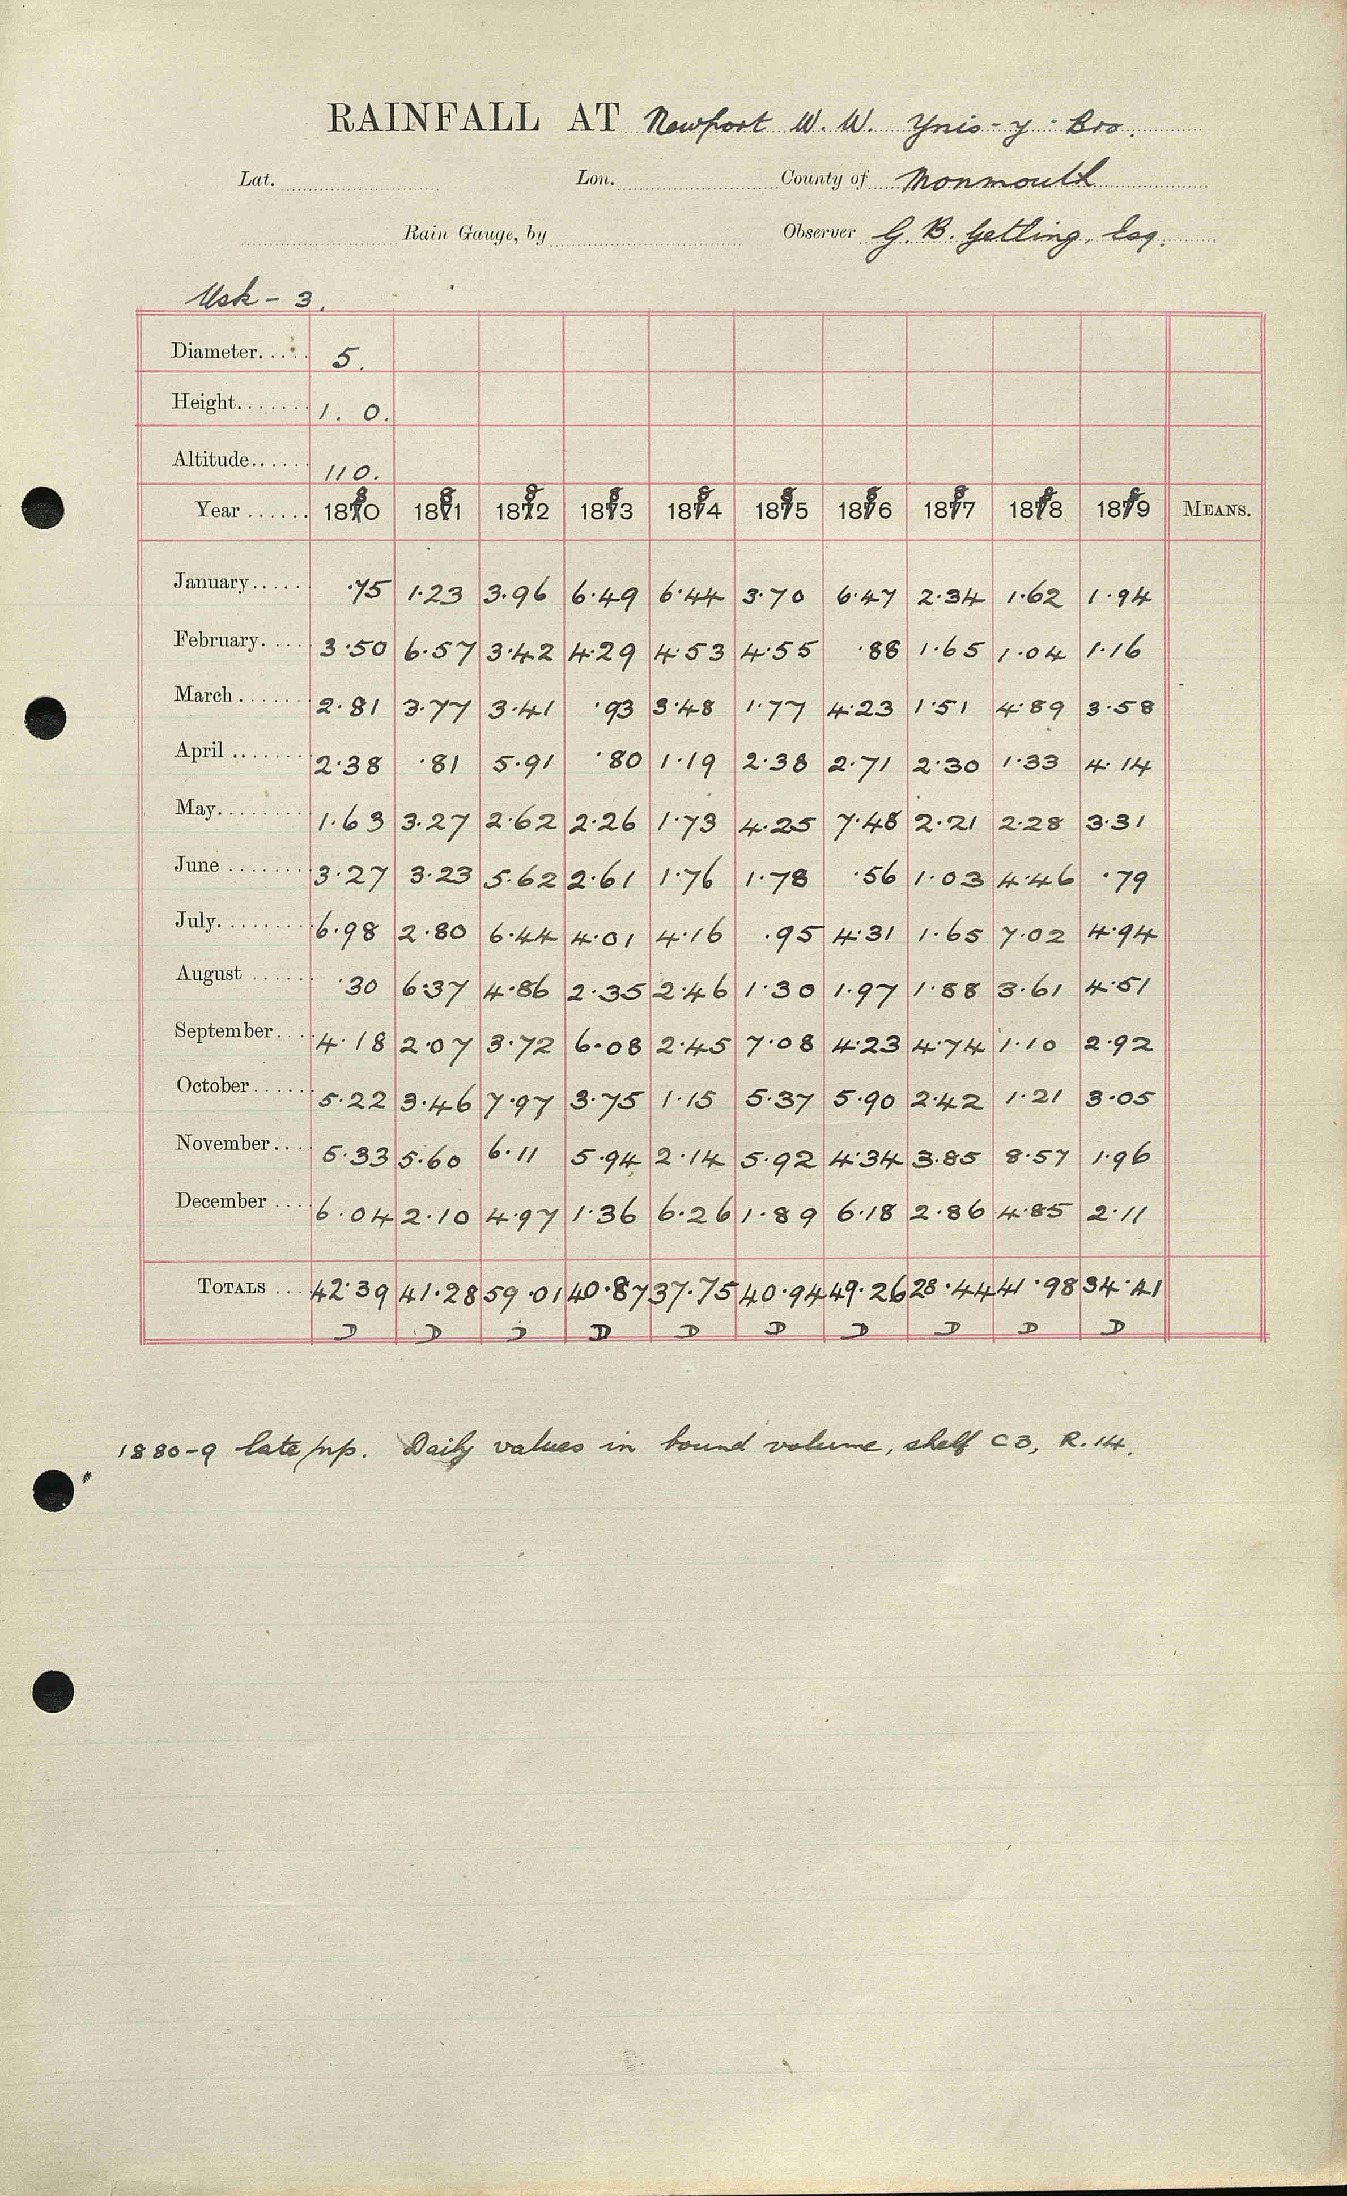 RAINFALL AT Newport W. W. Ynis-y-Bro.
Lat. Lon. County of Monmouth
Rain Gauge, by Observer G. B. Getling, Esq.
Usk - 3.
Diameter 5.
Height 1. 0.
Altitude 110.
Year 1880 1881 1882 1883 1884 1885 1886 1887 1888 1889 MEANS.
January ·75 1·23 3·96 6·49 6·44 3·70 6·47 2·34 1·62 1·94
February 3·50 6·57 3·42 4·29 4·53 4·55 ·88 1·65 1·04 1·16
March 2·81 3·77 3·41 ·93 3·48 1·77 4·23 1·51 4·89 3·58
April 2·38 ·81 5·91 ·80 1·19 2·38 2·71 2·30 1·33 4·14
May 1·63 3·27 2·62 2·26 1·73 4·25 7·48 2·21 2·28 3·31
June 3·27 3·23 5·62 2·61 1·76 1·78 ·56 1·03 4·46 ·79
July 6·98 2·80 6·44 4·01 4·16 ·95 4·31 1·65 7·02 4·94
August ·30 6·37 4·86 2·35 2·46 1·30 1·97 1·88 3·61 4·51
September 4·18 2·07 3·72 6·08 2·45 7·08 4·23 4·74 1·10 2·92
October 5·22 3·46 7·97 3·75 1·15 5·37 5·90 2·42 1·21 3·05
November 5·33 5·60 6·11 5·94 2·14 5·92 4·34 3·85 8·57 1·96
December 6·04 2·10 4·97 1·36 6·26 1·89 6·18 2·86 4·85 2·11
TOTALS 42·39 41·28 59·01 40·87 37·75 40·94 49·26 28·44 41·98 34·41
D D D D D D D D D D
1880-9 late/np. Daily values in bound volume, shelf C3, R.14.